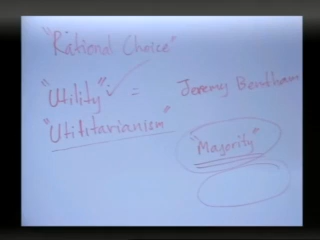 "Rational Choice"
"Utility" = Jeremy Bentham
"Utilitarianism"
"Majority"